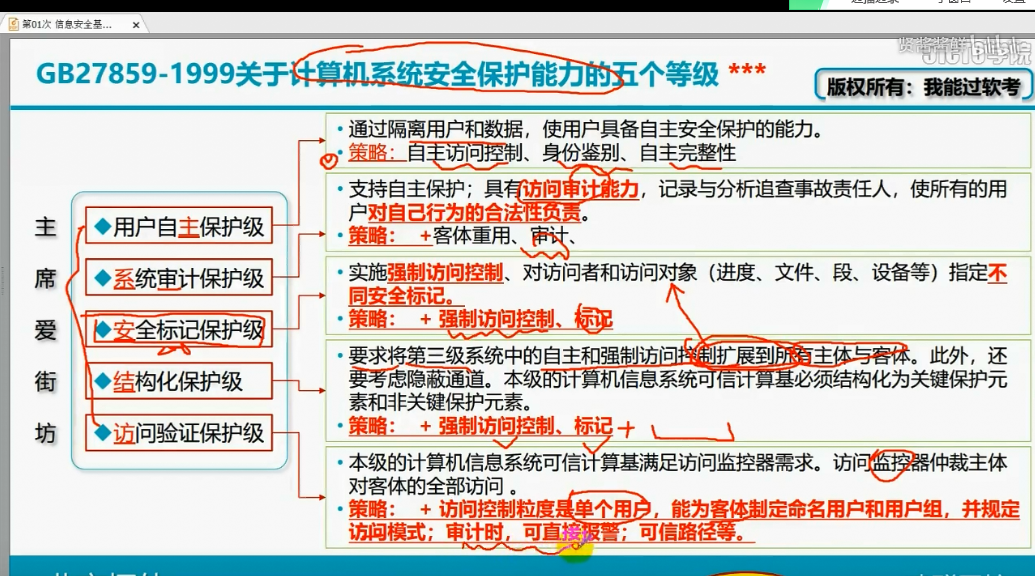 第01次 信息安全基...
GB27859-1999关于计算机系统安全保护能力的五个等级 ***
版权所有：我能过软考
主
席
爱
街
坊
◆用户自主保护级
◆系统审计保护级
◆安全标记保护级
◆结构化保护级
◆访问验证保护级
• 通过隔离用户和数据，使用户具备自主安全保护的能力。
• 策略：自主访问控制、身份鉴别、自主完整性
• 支持自主保护；具有访问审计能力，记录与分析追查事故责任人，使所有的用
户对自己行为的合法性负责。
• 策略： +客体重用、审计、
• 实施强制访问控制、对访问者和访问对象（进度、文件、段、设备等）指定不
同安全标记。
• 策略： + 强制访问控制、标记
• 要求将第三级系统中的自主和强制访问控制扩展到所有主体与客体。此外，还
要考虑隐蔽通道。本级的计算机信息系统可信计算基必须结构化为关键保护元
素和非关键保护元素。
• 策略： + 强制访问控制、标记 +
• 本级的计算机信息系统可信计算基满足访问监控器需求。访问监控器仲裁主体
对客体的全部访问 。
• 策略： + 访问控制粒度是单个用户，能为客体制定命名用户和用户组，并规定
访问模式；审计时，可直接报警；可信路径等。